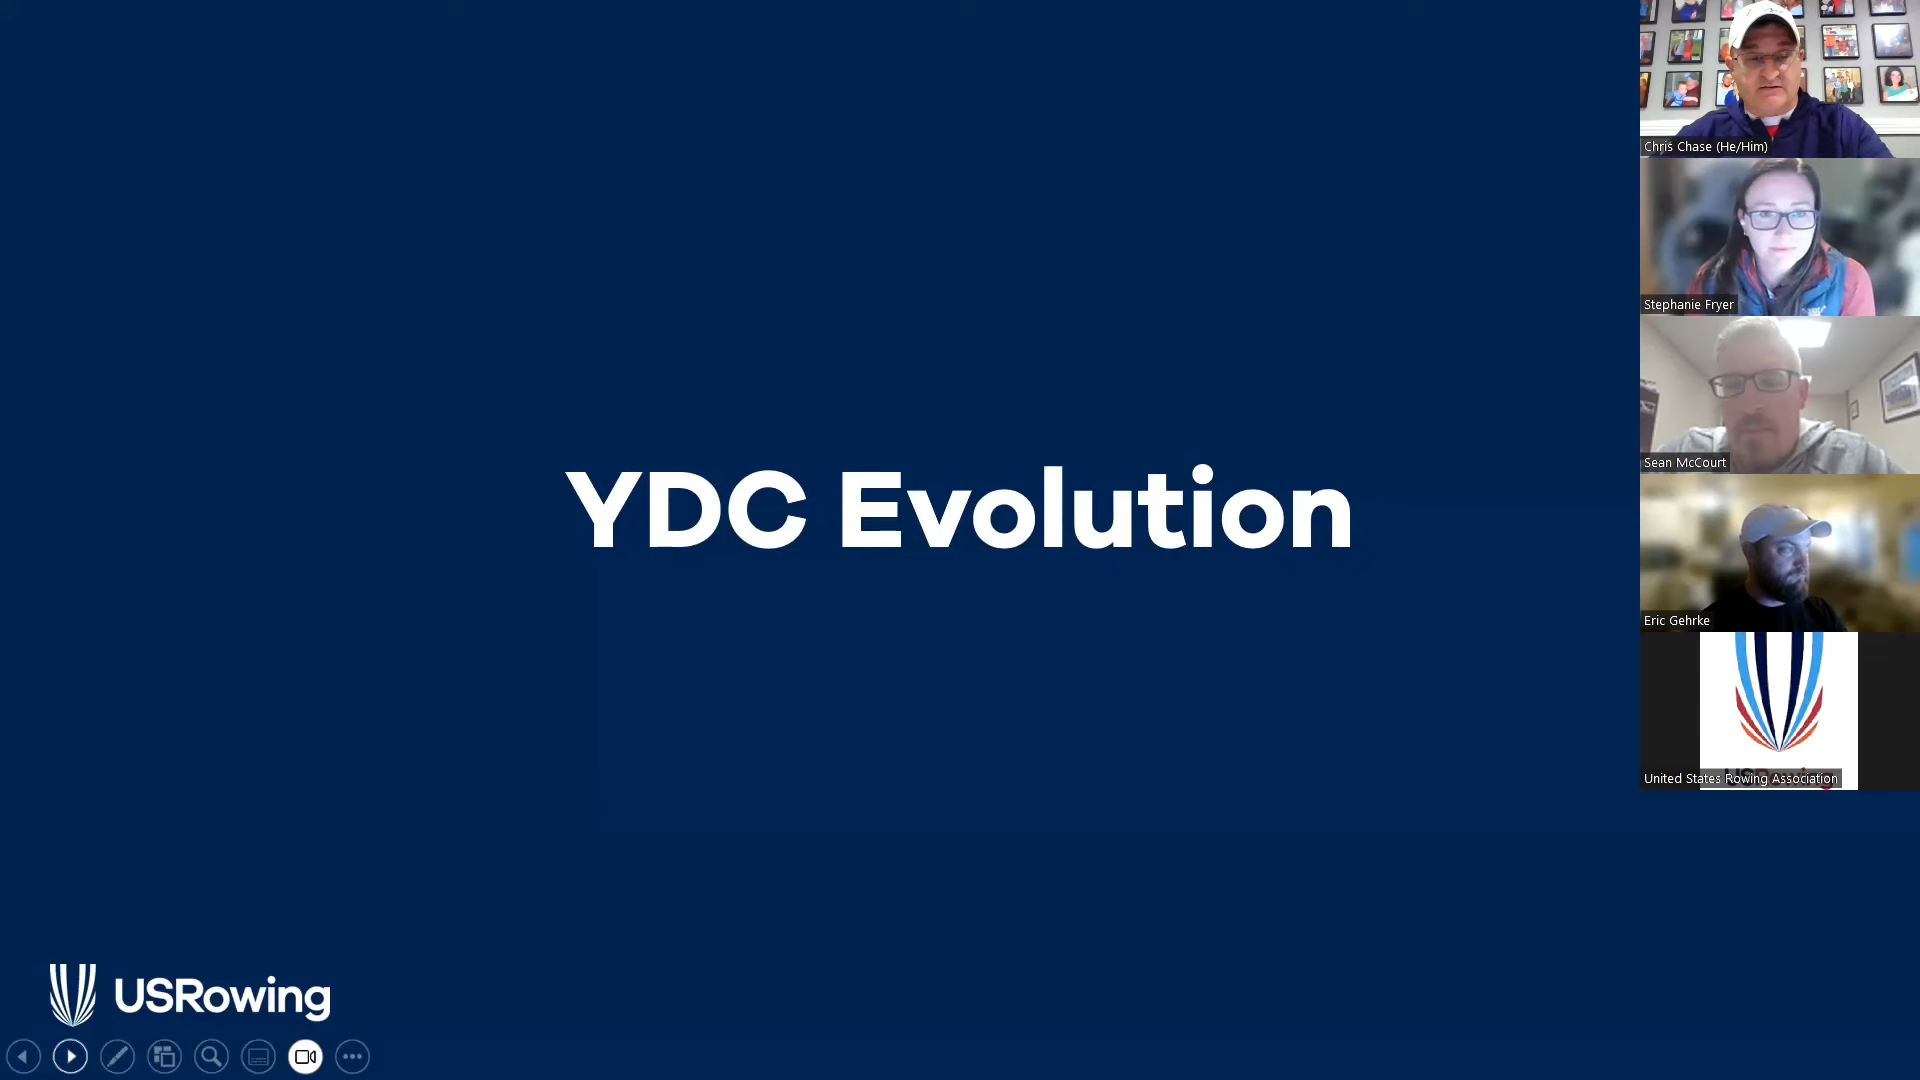 YDC Evolution
USRowing
Chris Chase (He/Him)
Stephanie Fryer
Sean McCourt
Eric Gehrke
United States Rowing Association